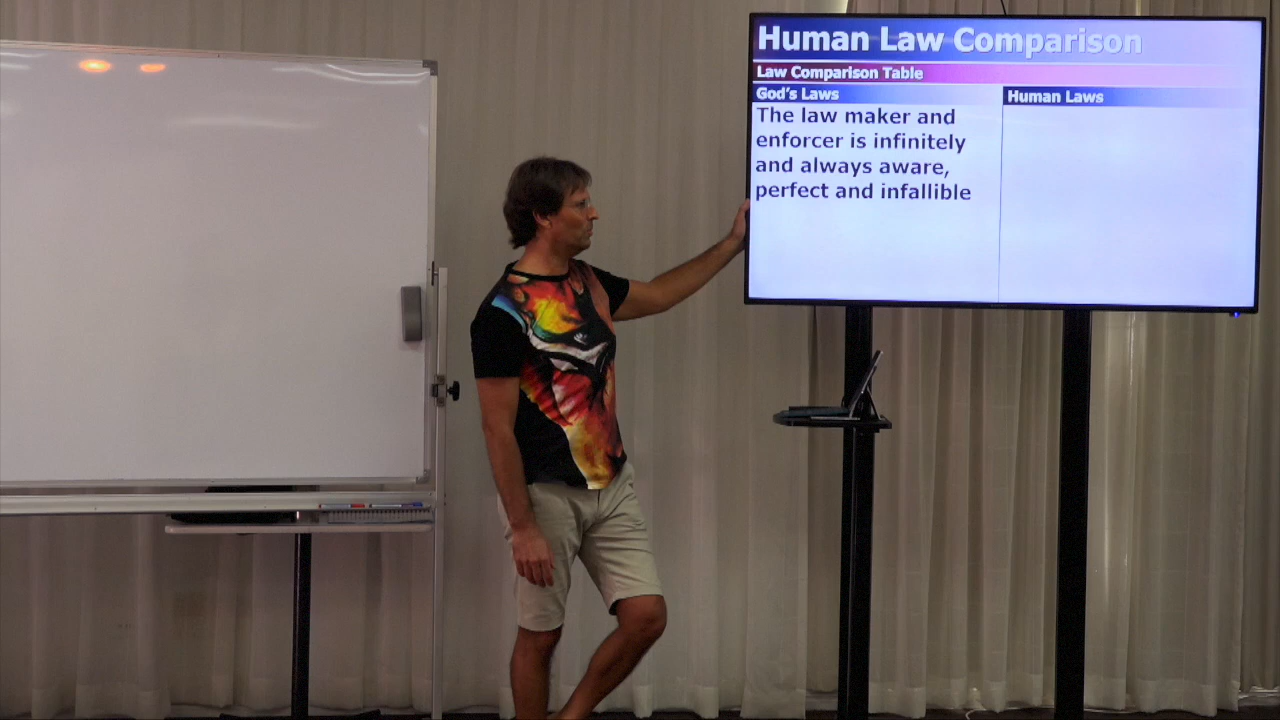 Human Law Comparison
Law Comparison Table
God's Laws
Human Laws
The law maker and
enforcer is infinitely
and always aware,
perfect and infallible